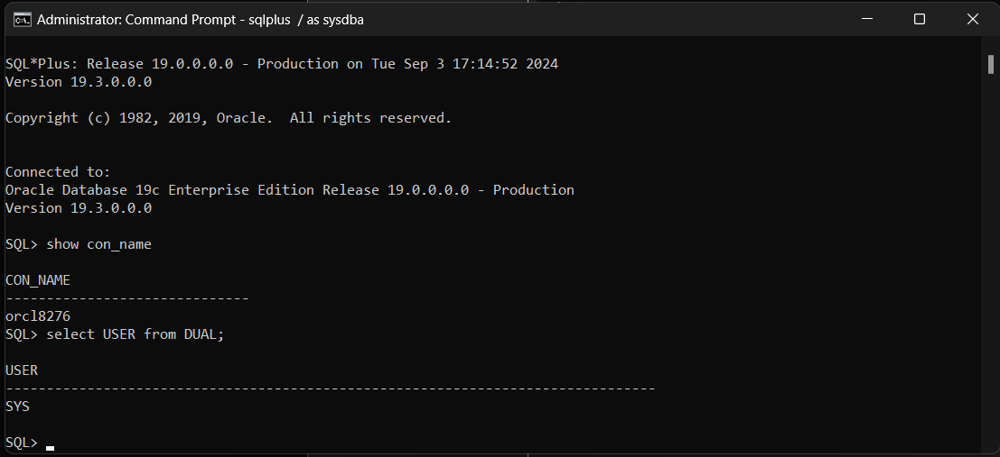 Administrator: Command Prompt - sqlplus  / as sysdba
SQL*Plus: Release 19.0.0.0.0 - Production on Tue Sep 3 17:14:52 2024
Version 19.3.0.0.0
Copyright (c) 1982, 2019, Oracle.  All rights reserved.
Connected to:
Oracle Database 19c Enterprise Edition Release 19.0.0.0.0 - Production
Version 19.3.0.0.0
SQL> show con_name
CON_NAME
------------------------------
orcl8276
SQL> select USER from DUAL;
USER
--------------------------------------------------------------------------------
SYS
SQL>